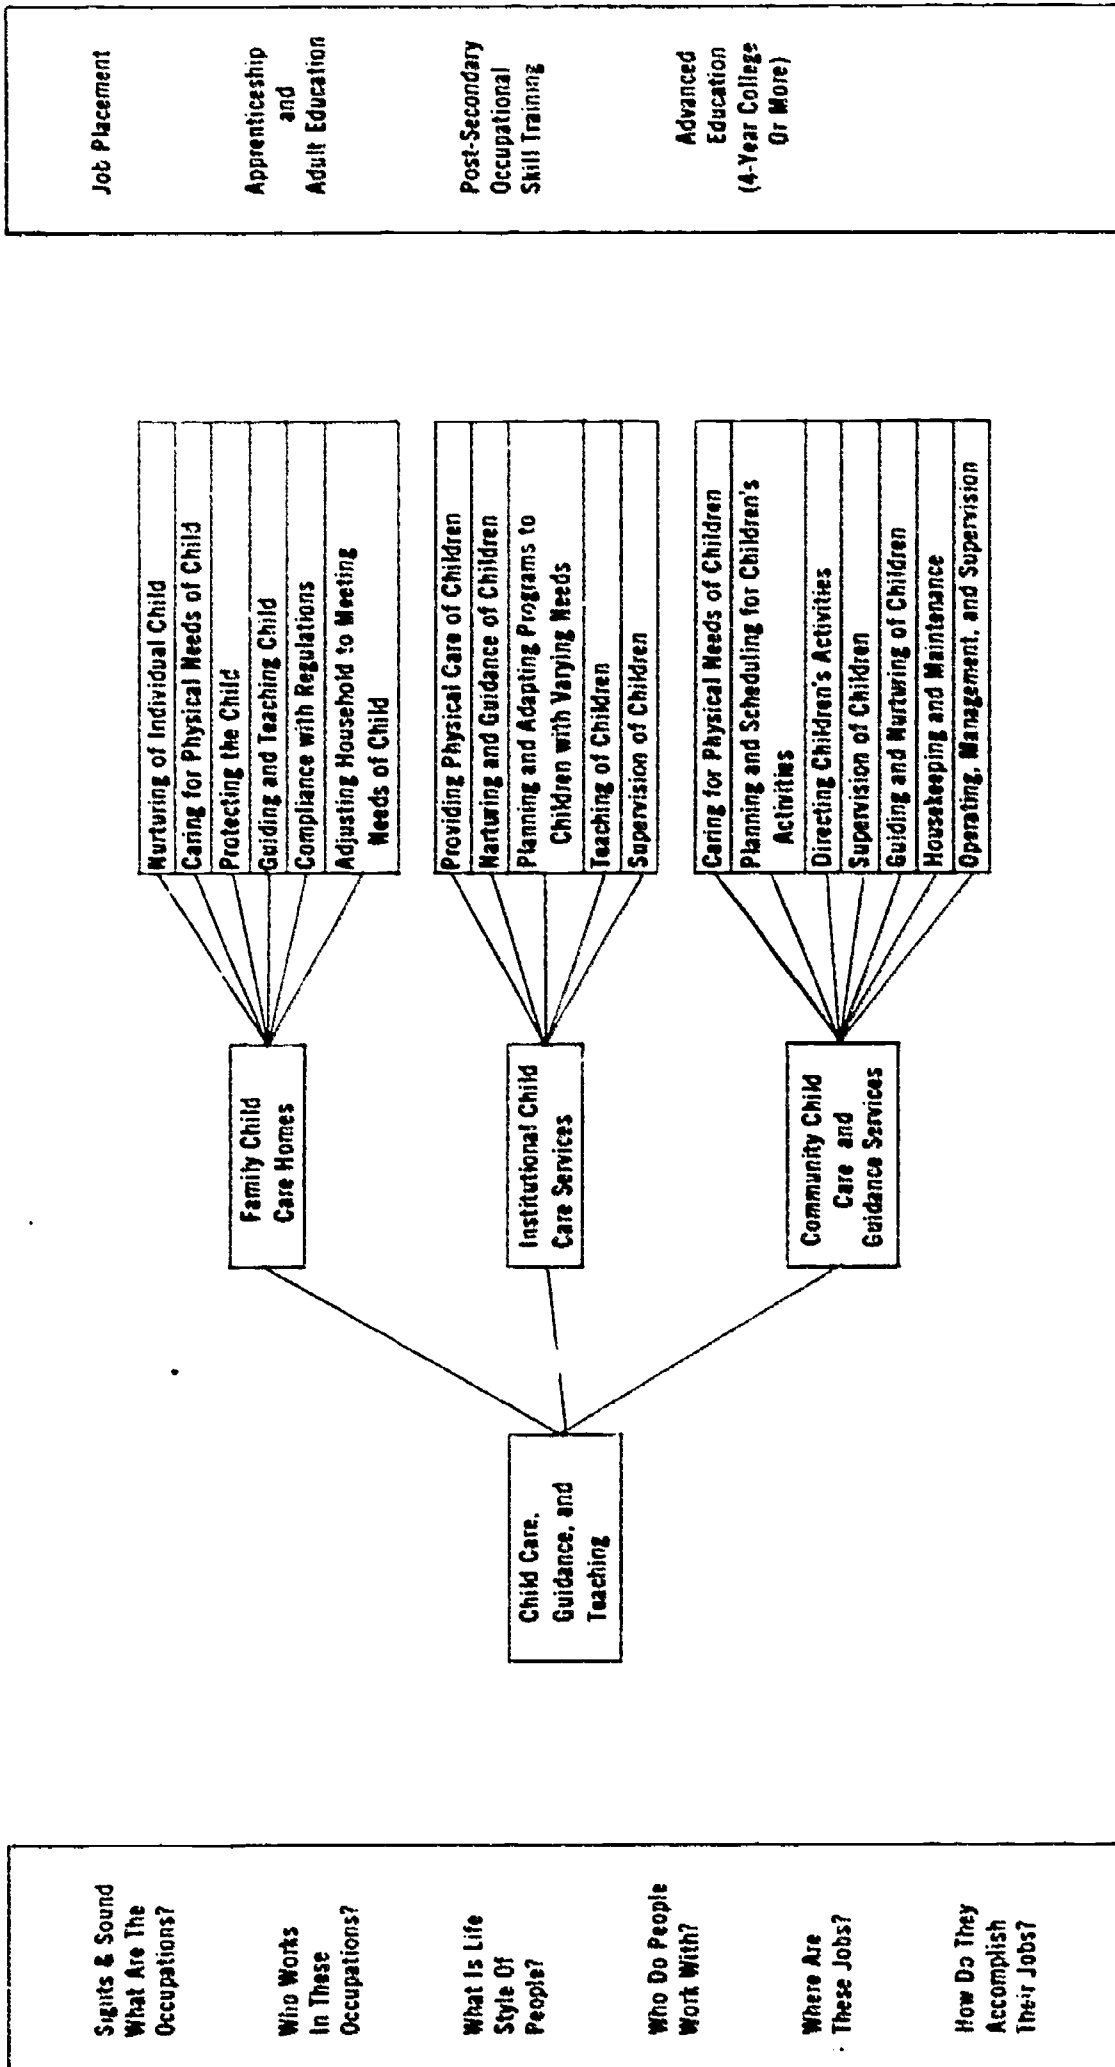 Sights & Sound
What Are The
Occupations?
Who Works
In These
Occupations?
What Is Life
Style Of
People?
Who Do People
Work With?
Where Are
These Jobs?
How Do They
Accomplish
Their Jobs?
Child Care,
Guidance, and
Teaching
Family Child
Care Homes
Institutional Child
Care Services
Community Child
Care and
Guidance Services
Nurturing of Individual Child
Caring for Physical Needs of Child
Protecting the Child
Guiding and Teaching Child
Compliance with Regulations
Adjusting Household to Meeting
Needs of Child
Providing Physical Care of Children
Narturing and Guidance of Children
Planning and Adapting Programs to
Children with Varying Needs
Teaching of Children
Supervision of Children
Caring for Physical Needs of Children
Planning and Scheduling for Children's
Activities
Directing Children's Activities
Supervision of Children
Guiding and Nurturing of Children
Housekeeping and Maintenance
Operating, Management, and Supervision
Job Placement
Apprenticeship
and
Adult Education
Post-Secondary
Occupational
Skill Training
Advanced
Education
(4-Year College
Or More)